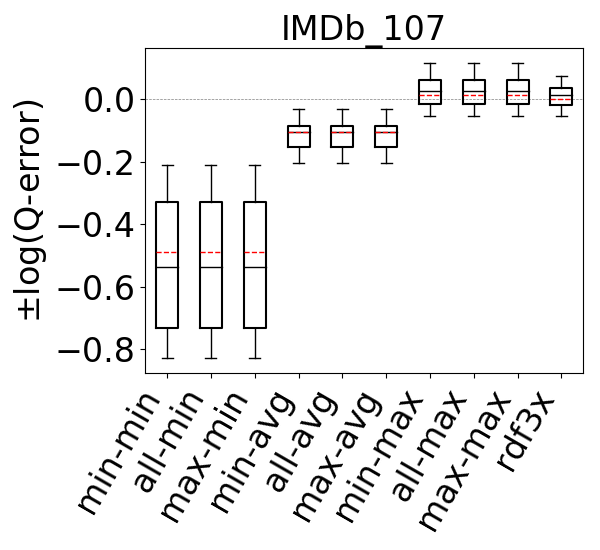 IMDb_107
±log(Q-error)
0.0
−0.2
−0.4
−0.6
−0.8
min-min
all-min
max-min
min-avg
all-avg
max-avg
min-max
all-max
max-max
rdf3x